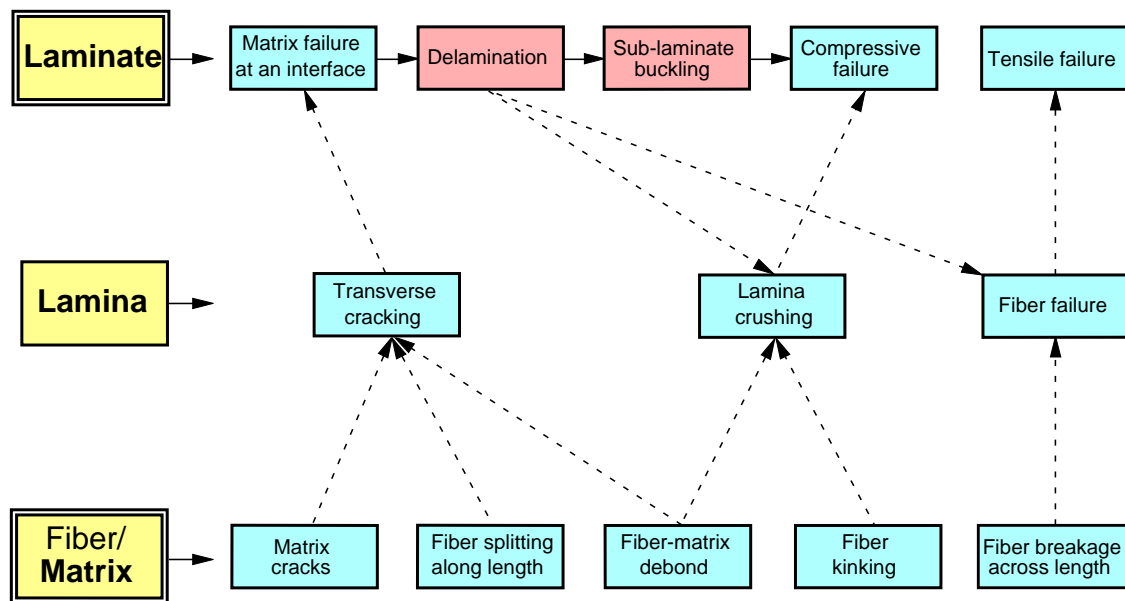 Laminate
Matrix failure
at an interface
Delamination
Sub-laminate
buckling
Compressive
failure
Tensile failure
Lamina
Transverse
cracking
Lamina
crushing
Fiber failure
Fiber/
Matrix
Matrix
cracks
Fiber splitting
along length
Fiber-matrix
debond
Fiber
kinking
Fiber breakage
across length